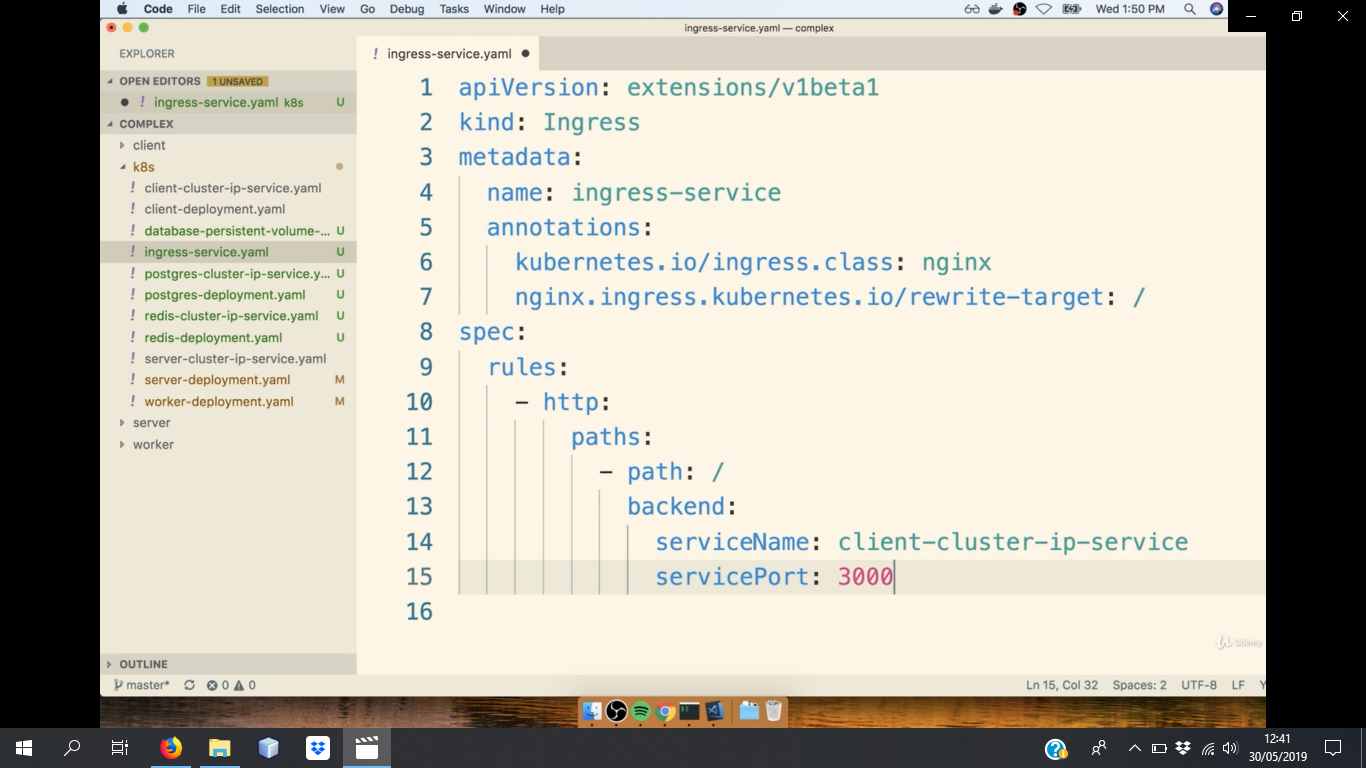 Code File Edit Selection View Go Debug Tasks Window Help Wed 1:50 PM
ingress-service.yaml — complex
EXPLORER
OPEN EDITORS 1 UNSAVED
ingress-service.yaml k8s U
COMPLEX
client
k8s
client-cluster-ip-service.yaml
client-deployment.yaml
database-persistent-volume-... U
ingress-service.yaml U
postgres-cluster-ip-service.y... U
postgres-deployment.yaml U
redis-cluster-ip-service.yaml U
redis-deployment.yaml U
server-cluster-ip-service.yaml
server-deployment.yaml M
worker-deployment.yaml M
server
worker
OUTLINE
ingress-service.yaml
1 apiVersion: extensions/v1beta1
2 kind: Ingress
3 metadata:
4 name: ingress-service
5 annotations:
6 kubernetes.io/ingress.class: nginx
7 nginx.ingress.kubernetes.io/rewrite-target: /
8 spec:
9 rules:
10 - http:
11 paths:
12 - path: /
13 backend:
14 serviceName: client-cluster-ip-service
15 servicePort: 3000
16
Udemy
master* 0 0 Ln 15, Col 32 Spaces: 2 UTF-8 LF Y
12:41
30/05/2019